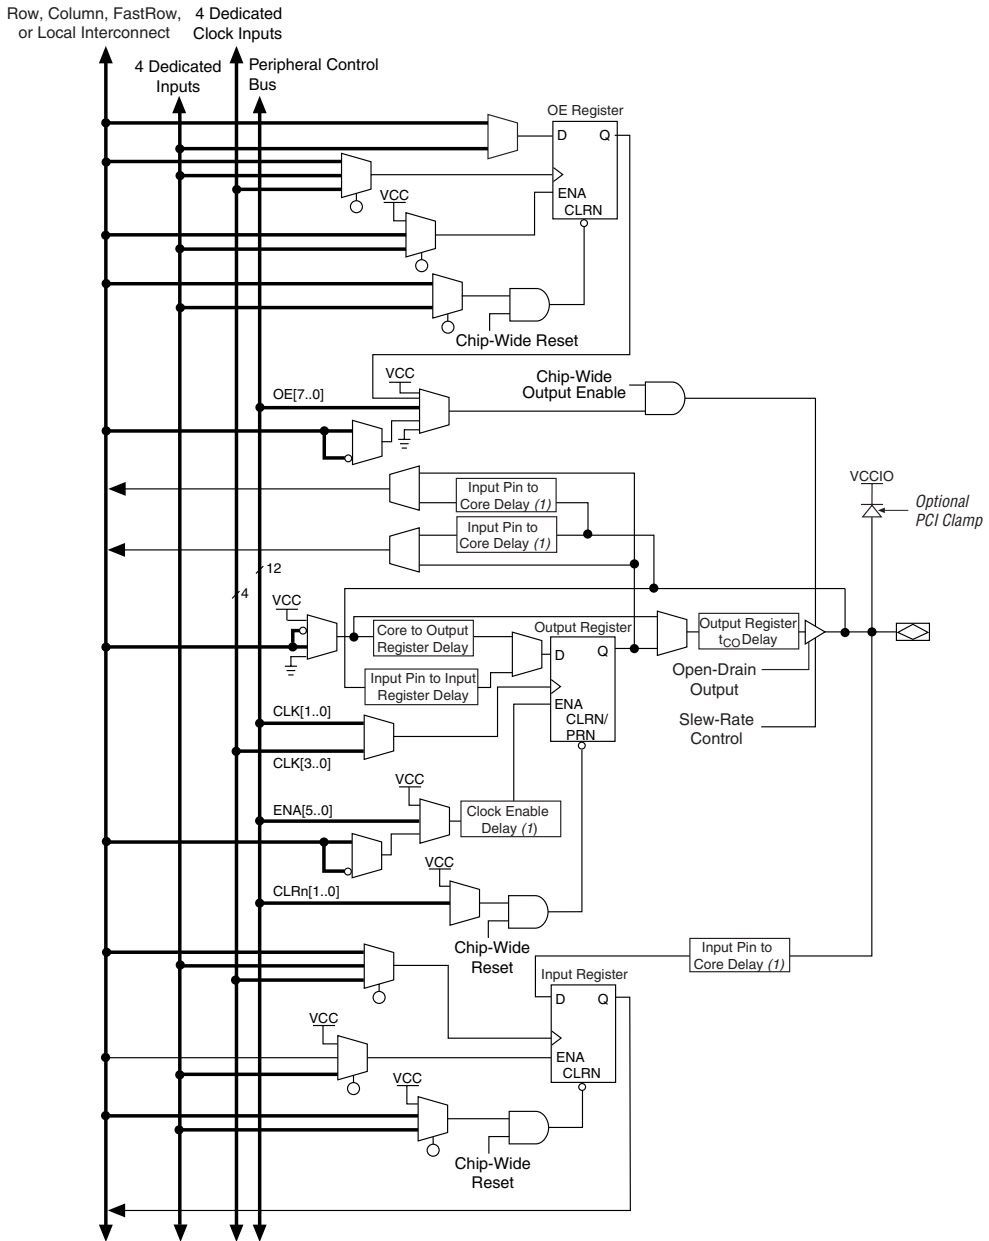 Row, Column, FastRow,
or Local Interconnect
4 Dedicated
Clock Inputs
4 Dedicated
Inputs
Peripheral Control
Bus
OE Register
D
Q
ENA
CLRN
VCC
Chip-Wide Reset
VCC
OE[7..0]
Chip-Wide
Output Enable
Input Pin to
Core Delay (1)
Input Pin to
Core Delay (1)
VCCIO
Optional
PCI Clamp
12
4
VCC
Core to Output
Register Delay
Input Pin to Input
Register Delay
Output Register
D
Q
ENA
CLRN/
PRN
Output Register
tCO Delay
Open-Drain
Output
Slew-Rate
Control
CLK[1..0]
CLK[3..0]
VCC
ENA[5..0]
Clock Enable
Delay (1)
VCC
CLRn[1..0]
Chip-Wide
Reset
Input Pin to
Core Delay (1)
Input Register
D
Q
ENA
CLRN
VCC
VCC
Chip-Wide
Reset